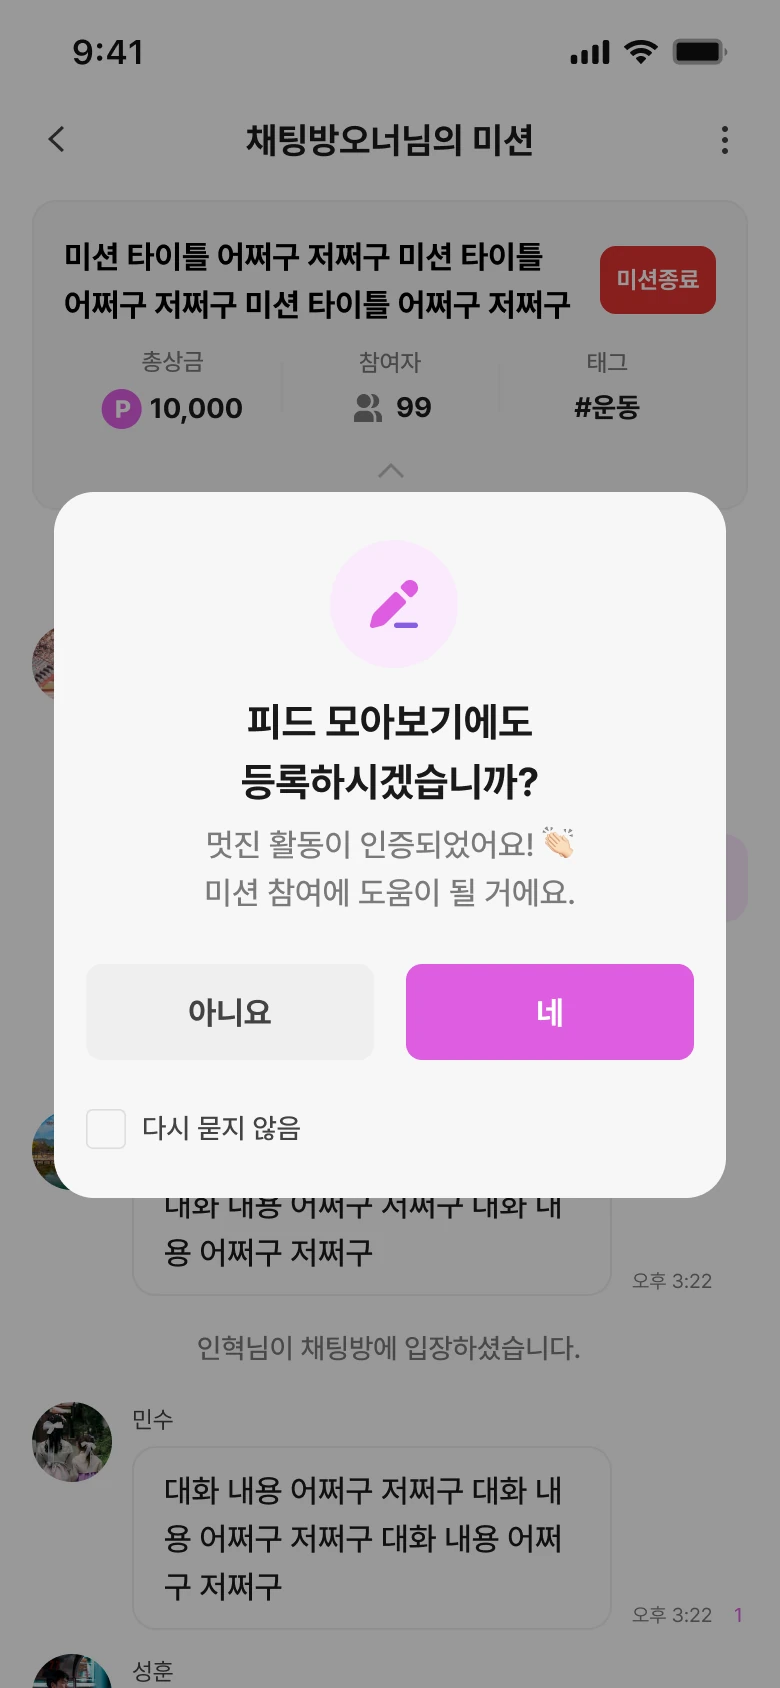 9:41
채팅방오너님의 미션
미션 타이틀 어쩌구 저쩌구 미션 타이틀
어쩌구 저쩌구 미션 타이틀 어쩌구 저쩌구
미션종료
총상금
참여자
태그
P 10,000
99
#운동
피드 모아보기에도
등록하시겠습니까?
멋진 활동이 인증되었어요! 👏🏻
미션 참여에 도움이 될 거에요.
아니요
네
다시 묻지 않음
대화 내용 어쩌구 저쩌구 대화 내
용 어쩌구 저쩌구
오후 3:22
인혁님이 채팅방에 입장하셨습니다.
민수
대화 내용 어쩌구 저쩌구 대화 내
용 어쩌구 저쩌구 대화 내용 어쩌
구 저쩌구
오후 3:22 1
성훈